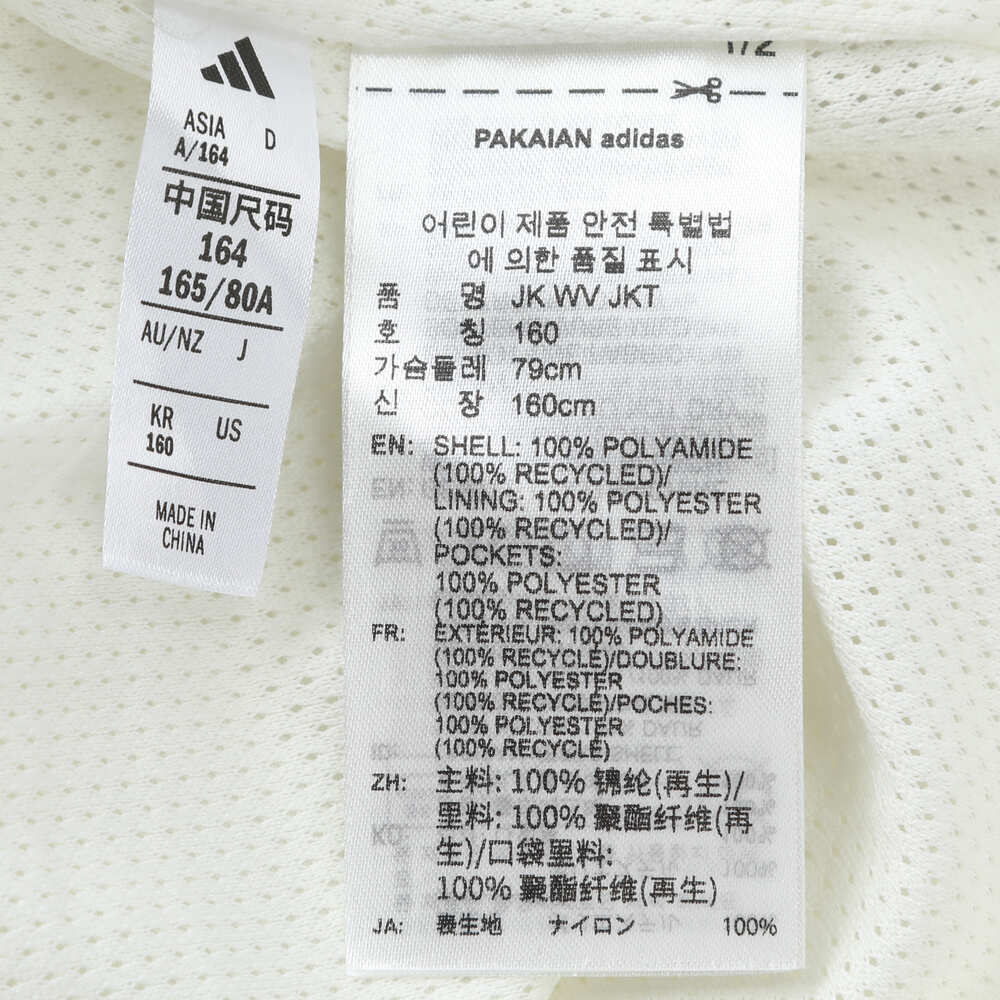 ASIA D
A/164
中国尺码
164
165/80A
AU/NZ J
KR US
160
MADE IN
CHINA
1/2
PAKAIAN adidas
어린이 제품 안전 특별법
에 의한 품질 표시
품 명 JK WV JKT
호 칭 160
가슴둘레 79cm
신 장 160cm
EN: SHELL: 100% POLYAMIDE
(100% RECYCLED)/
LINING: 100% POLYESTER
(100% RECYCLED)/
POCKETS:
100% POLYESTER
(100% RECYCLED)
FR: EXTÉRIEUR: 100% POLYAMIDE
(100% RECYCLÉ)/DOUBLURE:
100% POLYESTER
(100% RECYCLÉ)/POCHES:
100% POLYESTER
(100% RECYCLÉ)
ZH: 主料: 100% 锦纶(再生)/
里料: 100% 聚酯纤维(再
生)/口袋里料:
100% 聚酯纤维(再生)
JA: 表生地 ナイロン 100%